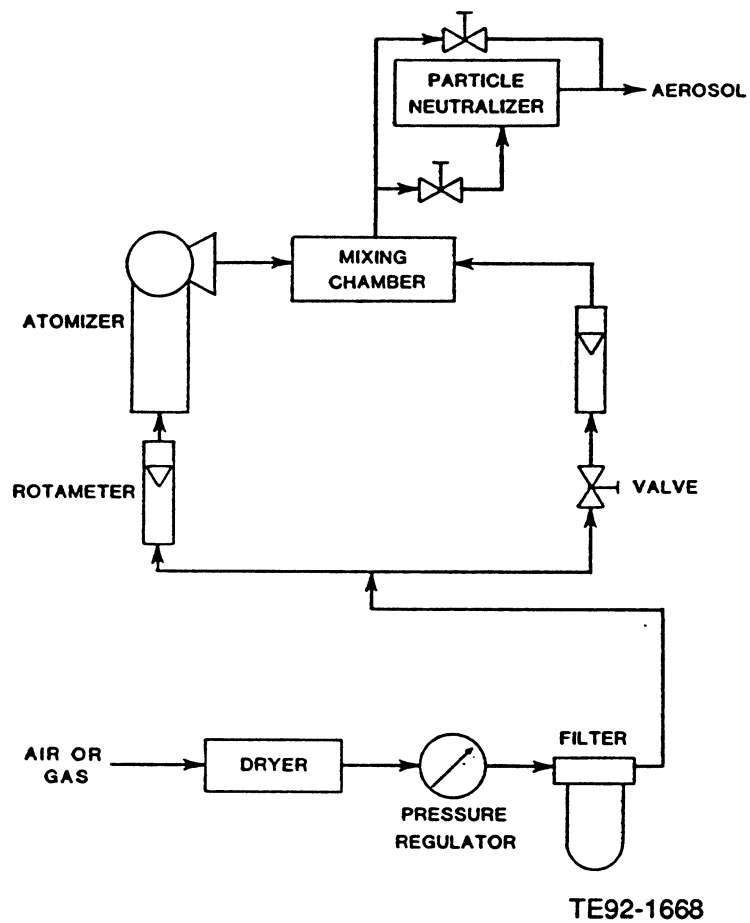 PARTICLE
NEUTRALIZER
AEROSOL
MIXING
CHAMBER
ATOMIZER
ROTAMETER
VALVE
AIR OR
GAS
DRYER
PRESSURE
REGULATOR
FILTER
TE92-1668